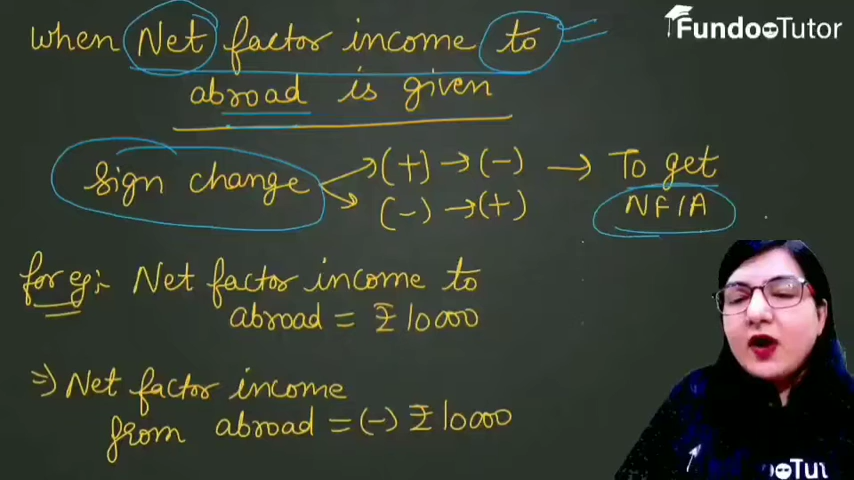 FundooTutor
when Net factor income to
abroad is given
Sign change (+) → (-) → To get
(-) → (+) NFIA
for eg:- Net factor income to
abroad = ₹10000
⇒ Net factor income
from abroad = (-) ₹10000